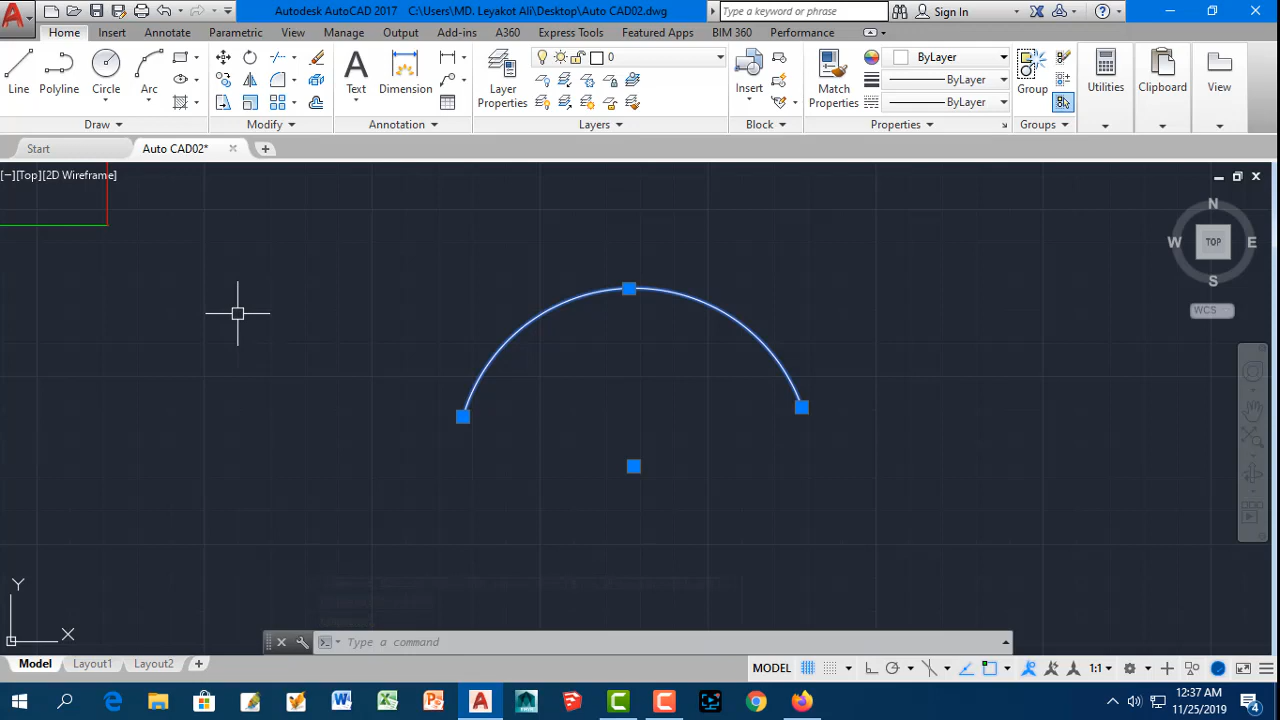 Autodesk AutoCAD 2017 C:\Users\MD. Leyakot Ali\Desktop\Auto CAD02.dwg
Type a keyword or phrase
Sign In
Home Insert Annotate Parametric View Manage Output Add-ins A360 Express Tools Featured Apps BIM 360 Performance
0
ByLayer
ByLayer
ByLayer
Line Polyline Circle Arc Text Dimension Layer Properties Insert Match Properties Group Utilities Clipboard View
Draw Modify Annotation Layers Block Properties Groups
Start
Auto CAD02*
[−][Top][2D Wireframe]
N
W TOP E
S
WCS
Y
X
Type a command
Model Layout1 Layout2
MODEL
1:1
12:37 AM
11/25/2019
4